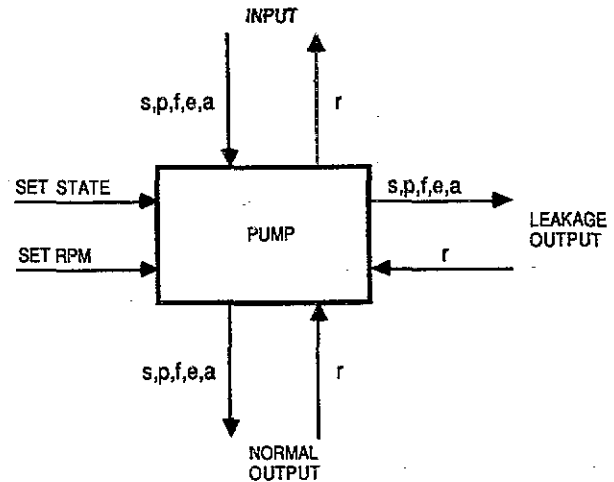 INPUT
s,p,f,e,a
r
SET STATE
s,p,f,e,a
PUMP
LEAKAGE
OUTPUT
SET RPM
r
s,p,f,e,a
r
NORMAL
OUTPUT